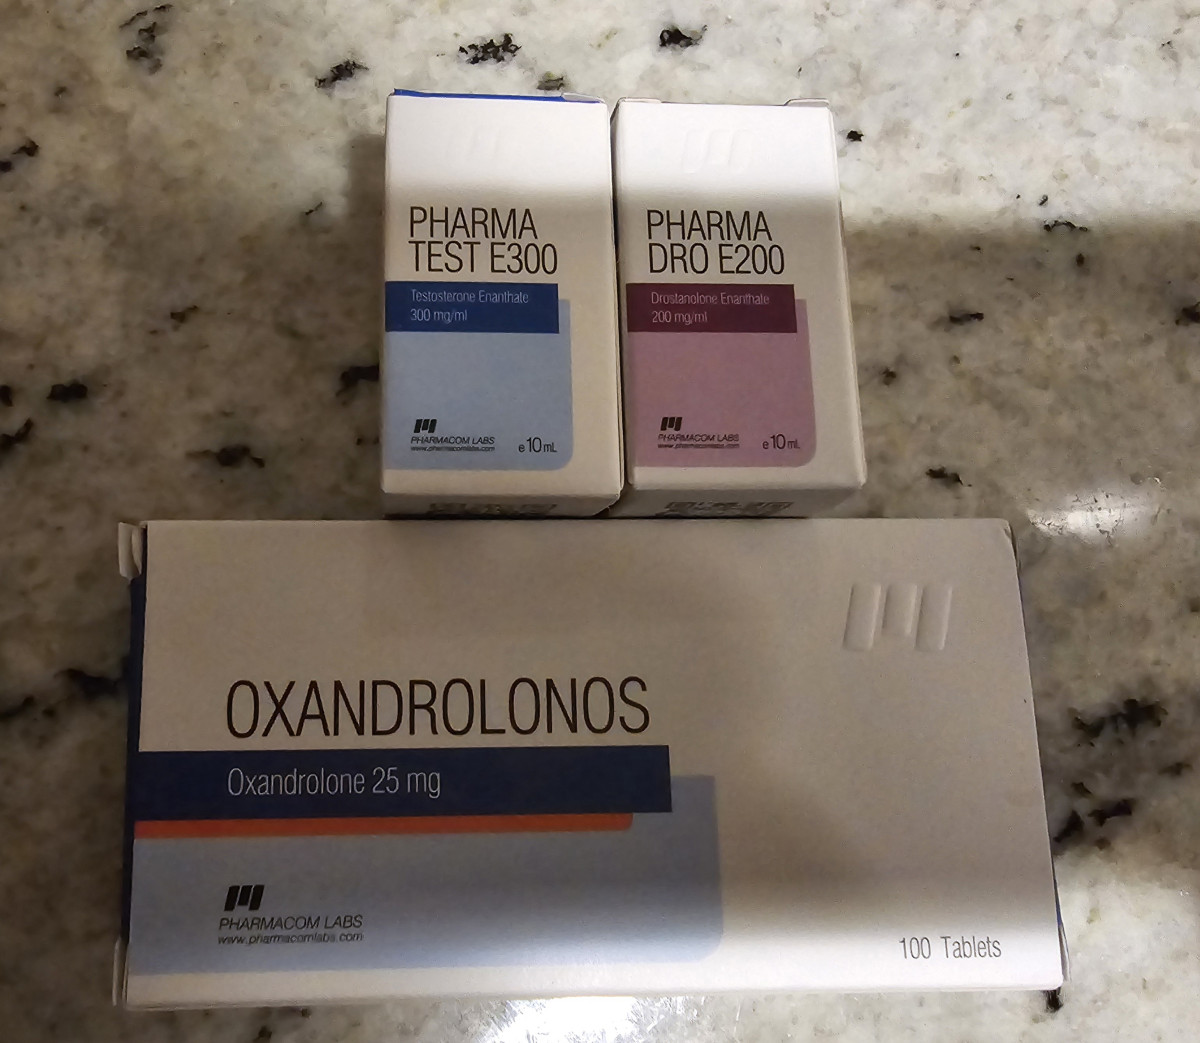 PHARMA
TEST E300
Testosterone Enanthate
300 mg/ml
PHARMACOM LABS
www.pharmacomlabs.com
e 10 mL
PHARMA
DRO E200
Drostanolone Enanthate
200 mg/ml
PHARMACOM LABS
www.pharmacomlabs.com
e 10 mL
OXANDROLONOS
Oxandrolone 25 mg
PHARMACOM LABS
www.pharmacomlabs.com
100 Tablets